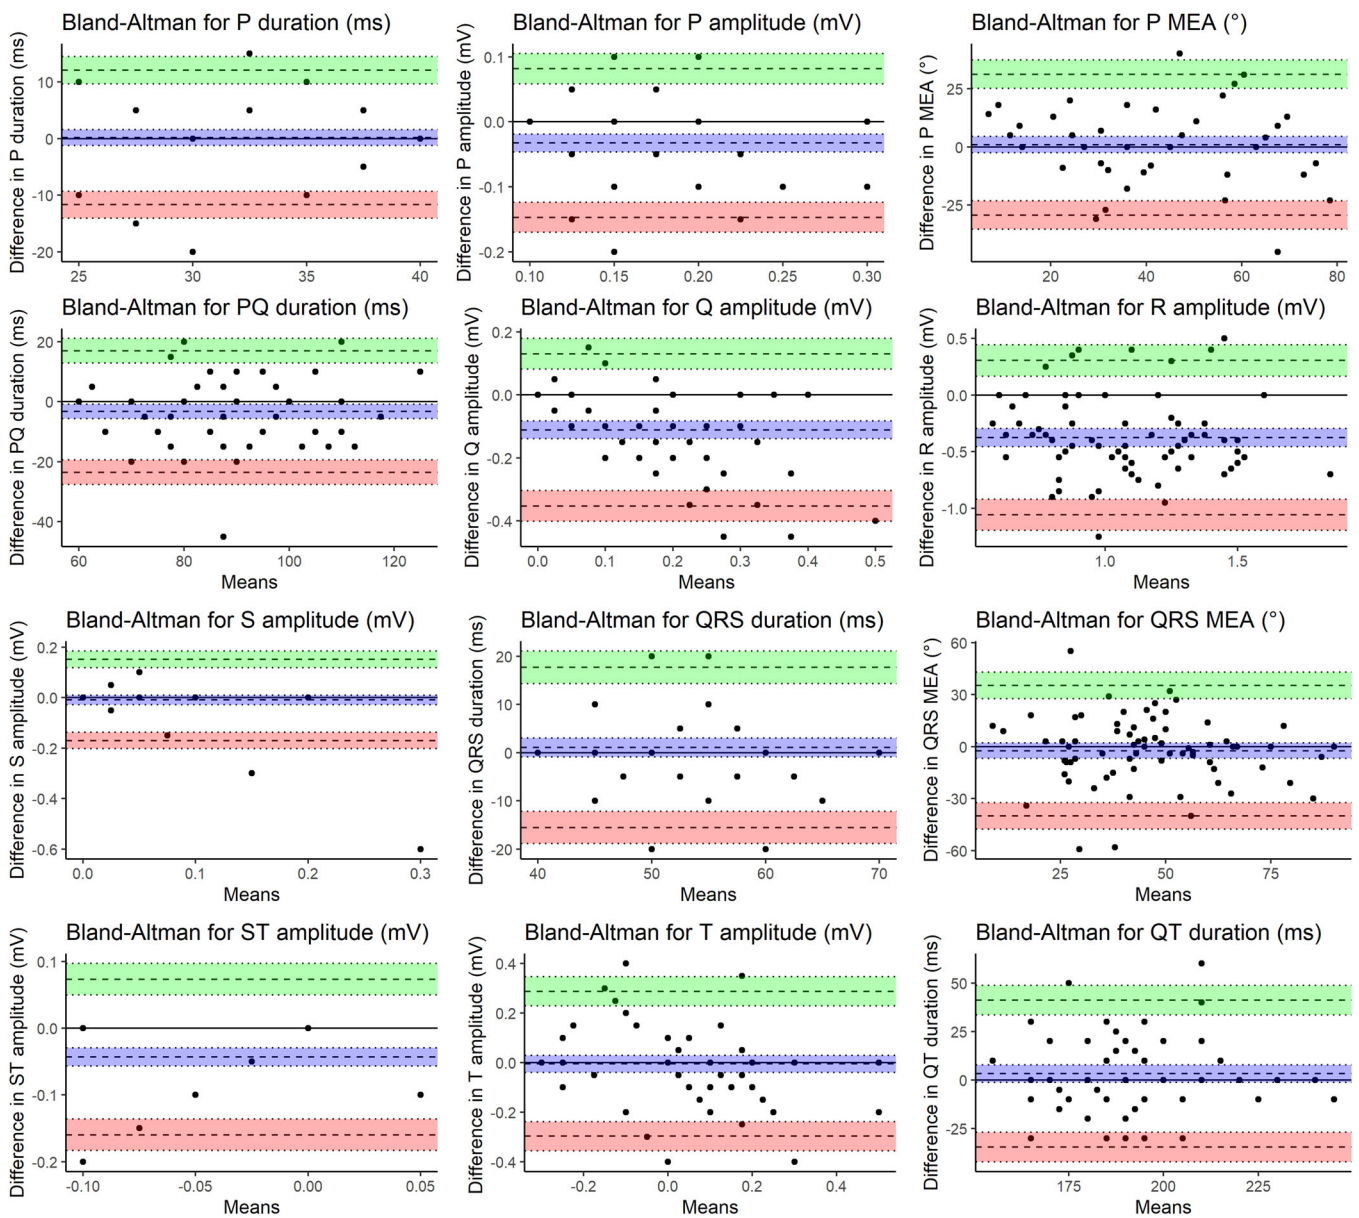 Bland-Altman for P duration (ms)
Difference in P duration (ms)
10
0
-10
-20
25
30
35
40
Bland-Altman for P amplitude (mV)
Difference in P amplitude (mV)
0.1
0.0
-0.1
-0.2
0.10
0.15
0.20
0.25
0.30
Bland-Altman for P MEA (°)
Difference in P MEA (°)
25
0
-25
20
40
60
80
Bland-Altman for PQ duration (ms)
Difference in PQ duration (ms)
20
0
-20
-40
60
80
100
120
Means
Bland-Altman for Q amplitude (mV)
Difference in Q amplitude (mV)
0.2
0.0
-0.2
-0.4
0.0
0.1
0.2
0.3
0.4
0.5
Means
Bland-Altman for R amplitude (mV)
Difference in R amplitude (mV)
0.5
0.0
-0.5
-1.0
1.0
1.5
Means
Bland-Altman for S amplitude (mV)
Difference in S amplitude (mV)
0.2
0.0
-0.2
-0.4
-0.6
0.0
0.1
0.2
0.3
Means
Bland-Altman for QRS duration (ms)
Difference in QRS duration (ms)
20
10
0
-10
-20
40
50
60
70
Means
Bland-Altman for QRS MEA (°)
Difference in QRS MEA (°)
60
30
0
-30
-60
25
50
75
Means
Bland-Altman for ST amplitude (mV)
Difference in ST amplitude (mV)
0.1
0.0
-0.1
-0.2
-0.10
-0.05
0.00
0.05
Means
Bland-Altman for T amplitude (mV)
Difference in T amplitude (mV)
0.4
0.2
0.0
-0.2
-0.4
-0.2
0.0
0.2
0.4
Means
Bland-Altman for QT duration (ms)
Difference in QT duration (ms)
50
25
0
-25
175
200
225
Means